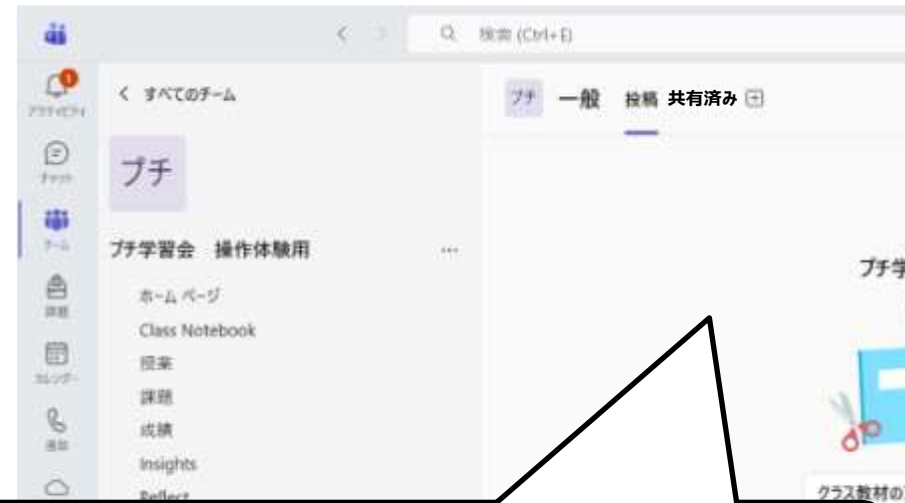 検索 (Ctrl+E)
アクティビティ
すべてのチーム
プチ 一般 投稿 共有済み
チャット
プチ
チーム
プチ学習会 操作体験用
...
課題
ホーム ページ
プチ学
Class Notebook
カレンダー
授業
課題
通話
成績
Insights
Reflect
クラス教材の